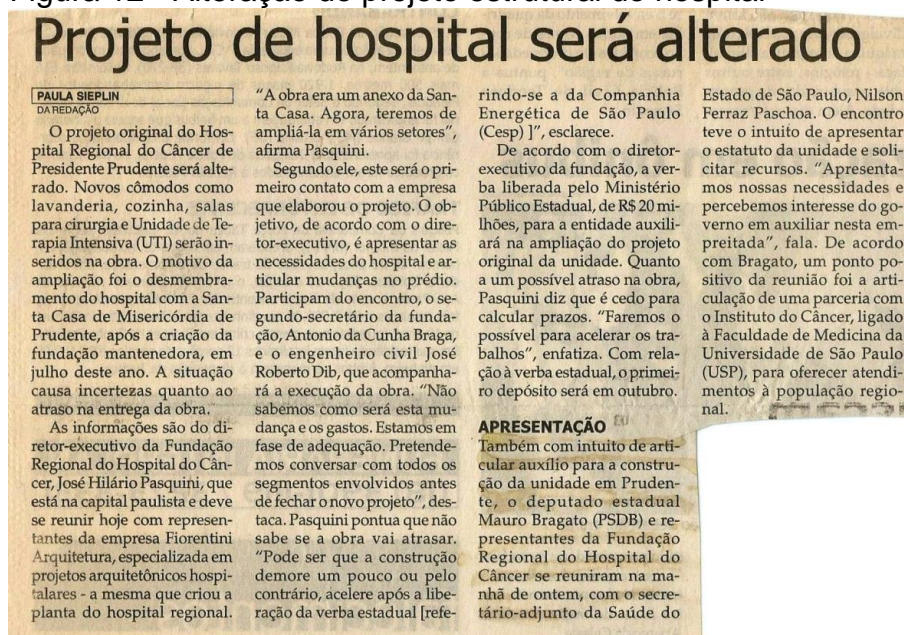 Figura 12 - Alteração do projeto estrutural do hospital
Projeto de hospital será alterado
PAULA SIEPLIN
DA REDAÇÃO
O projeto original do Hos-
pital Regional do Câncer de
Presidente Prudente será alte-
rado. Novos cômodos como
lavanderia, cozinha, salas
para cirurgia e Unidade de Te-
rapia Intensiva (UTI) serão in-
seridos na obra. O motivo da
ampliação foi o desmembra-
mento do hospital com a San-
ta Casa de Misericórdia de
Prudente, após a criação da
fundação mantenedora, em
julho deste ano. A situação
causa incertezas quanto ao
atraso na entrega da obra.
As informações são do di-
retor-executivo da Fundação
Regional do Hospital do Cân-
cer, José Hilário Pasquini, que
está na capital paulista e deve
se reunir hoje com represen-
tantes da empresa Fiorentini
Arquitetura, especializada em
projetos arquitetônicos hospi-
talares - a mesma que criou a
planta do hospital regional.
"A obra era um anexo da San-
ta Casa. Agora, teremos de
ampliá-la em vários setores",
afirma Pasquini.
Segundo ele, este será o pri-
meiro contato com a empresa
que elaborou o projeto. O ob-
jetivo, de acordo com o dire-
tor-executivo, é apresentar as
necessidades do hospital e ar-
ticular mudanças no prédio.
Participam do encontro, o se-
gundo-secretário da funda-
ção, Antonio da Cunha Braga,
e o engenheiro civil José
Roberto Dib, que acompanha-
rá a execução da obra. "Não
sabemos como será esta mu-
dança e os gastos. Estamos em
fase de adequação. Pretende-
mos conversar com todos os
segmentos envolvidos antes
de fechar o novo projeto", des-
taca. Pasquini pontua que não
sabe se a obra vai atrasar.
"Pode ser que a construção
demore um pouco ou pelo
contrário, acelere após a libe-
ração da verba estadual [refe-
rindo-se a da Companhia
Energética de São Paulo
(Cesp) ]", esclarece.
De acordo com o diretor-
executivo da fundação, a ver-
ba liberada pelo Ministério
Público Estadual, de R$ 20 mi-
lhões, para a entidade auxili-
ará na ampliação do projeto
original da unidade. Quanto
a um possível atraso na obra,
Pasquini diz que é cedo para
calcular prazos. "Faremos o
possível para acelerar os tra-
balhos", enfatiza. Com rela-
ção à verba estadual, o primei-
ro depósito será em outubro.
APRESENTAÇÃO
Também com intuito de arti-
cular auxílio para a constru-
ção da unidade em Pruden-
te, o deputado estadual
Mauro Bragato (PSDB) e re-
presentantes da Fundação
Regional do Hospital do
Câncer se reuniram na ma-
nhã de ontem, com o secre-
tário-adjunto da Saúde do
Estado de São Paulo, Nilson
Ferraz Paschoa. O encontro
teve o intuito de apresentar
o estatuto da unidade e soli-
citar recursos. "Apresenta-
mos nossas necessidades e
percebemos interesse do go-
verno em auxiliar nesta em-
preitada", fala. De acordo
com Bragato, um ponto po-
sitivo da reunião foi a arti-
culação de uma parceria com
o Instituto do Câncer, ligado
à Faculdade de Medicina da
Universidade de São Paulo
(USP), para oferecer atendi-
mentos à população regio-
nal.